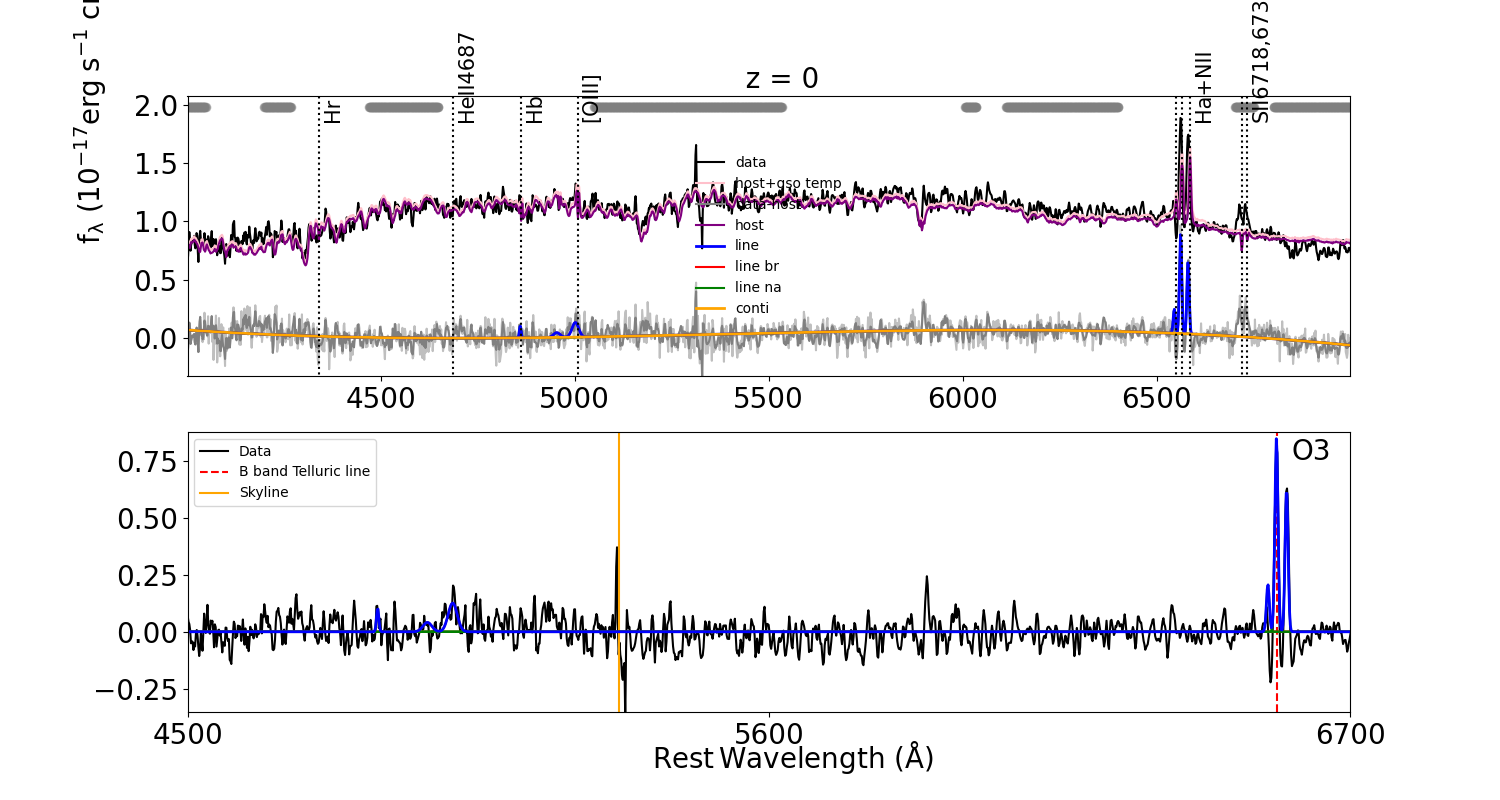 z = 0
f_λ (10^−17 erg s^−1
Hr
HeII4687
Hb
[OIII]
Ha+NII
SII6718,673
2.0
1.5
1.0
0.5
0.0
data
host+qso temp
data-host
host
line
line br
line na
conti
4500
5000
5500
6000
6500
Data
B band Telluric line
Skyline
O3
0.75
0.50
0.25
0.00
−0.25
4500
5600
6700
Rest Wavelength (Å)